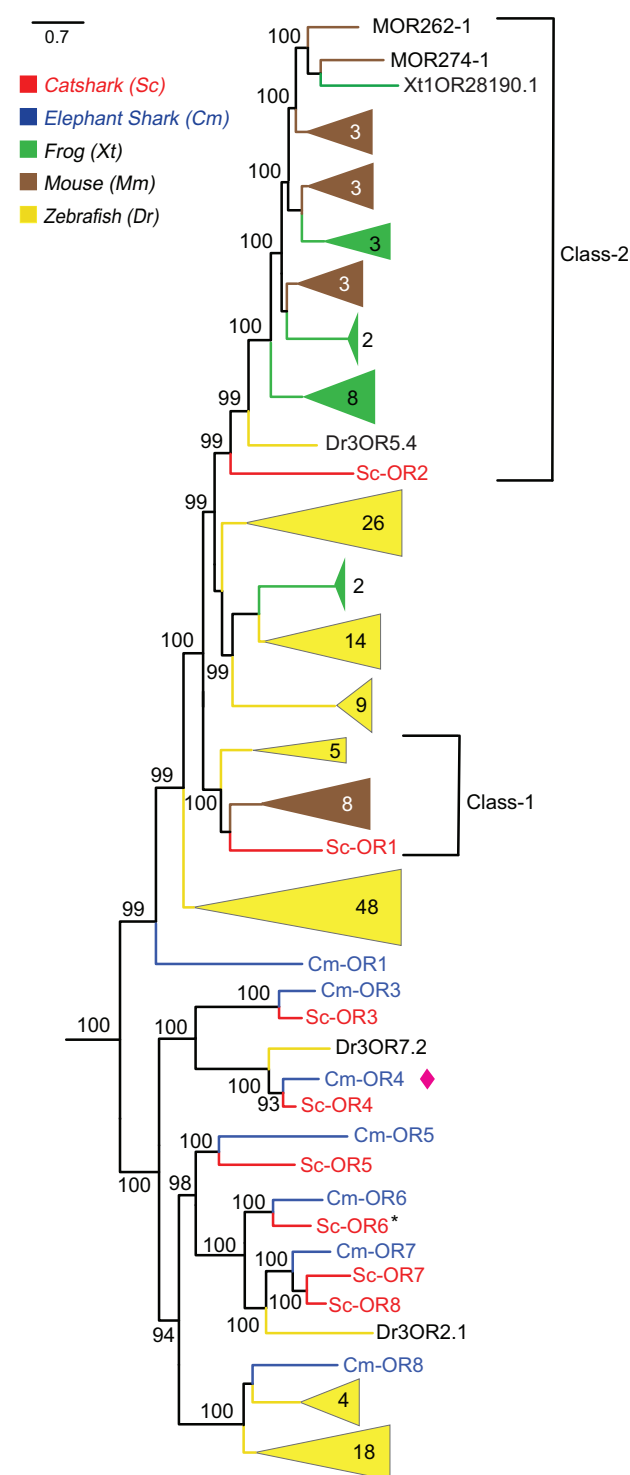 0.7
Catshark (Sc)
Elephant Shark (Cm)
Frog (Xt)
Mouse (Mm)
Zebrafish (Dr)
100
MOR262-1
MOR274-1
Xt1OR28190.1
100
3
100
3
3
100
Class-2
3
100
2
8
99
Dr3OR5.4
99
Sc-OR2
99
26
2
14
100
99
9
5
100
8
Class-1
Sc-OR1
99
48
99
Cm-OR1
100
Cm-OR3
Sc-OR3
100
100
Dr3OR7.2
100
Cm-OR4
93
Sc-OR4
100
Cm-OR5
Sc-OR5
100
98
100
Cm-OR6
Sc-OR6*
100
Cm-OR7
Sc-OR7
100
Sc-OR8
100
Dr3OR2.1
94
Cm-OR8
4
100
18